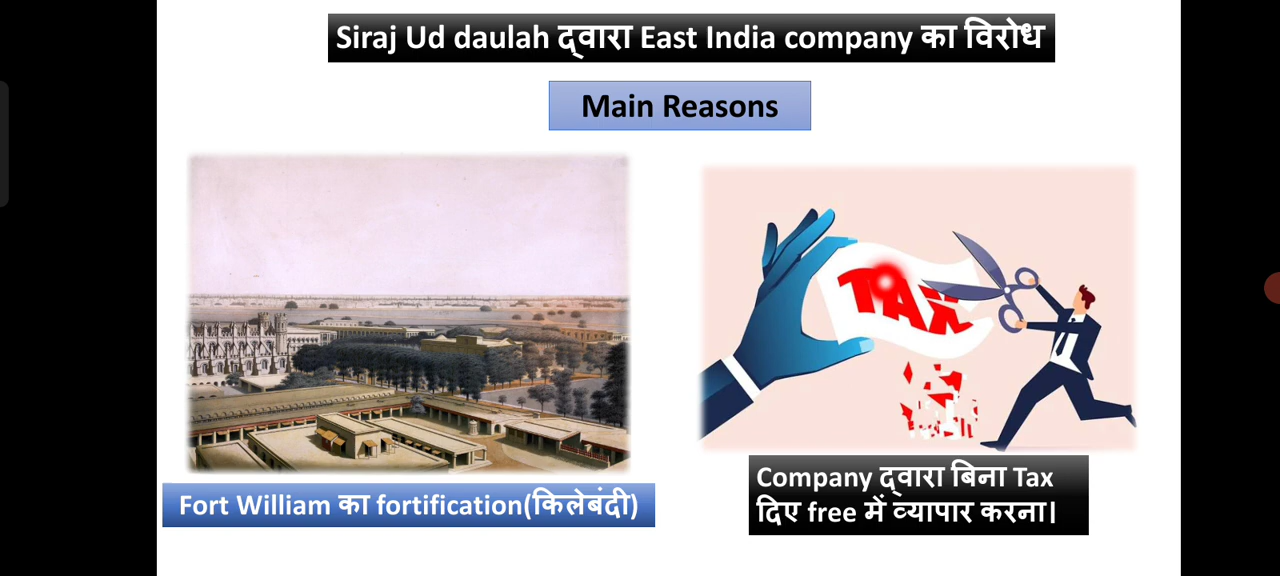 Siraj Ud daulah द्वारा East India company का विरोध
Main Reasons
TAX
Fort William का fortification(किलेबंदी)
Company द्वारा बिना Tax
दिए free में व्यापार करना।